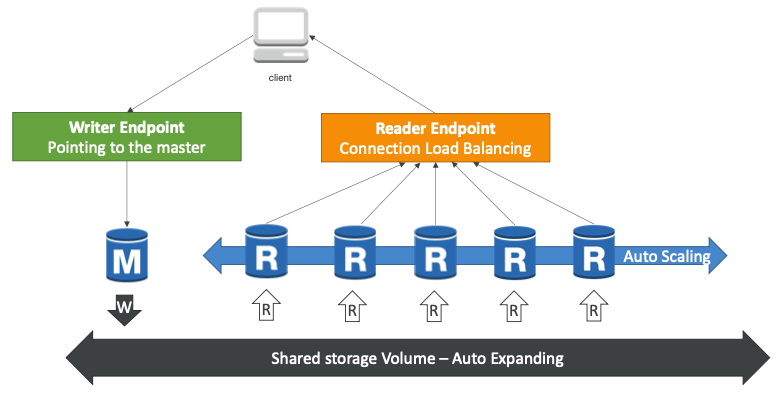 client
Writer Endpoint
Pointing to the master
Reader Endpoint
Connection Load Balancing
M
R
R
R
R
R
Auto Scaling
W
R
R
R
R
R
Shared storage Volume – Auto Expanding